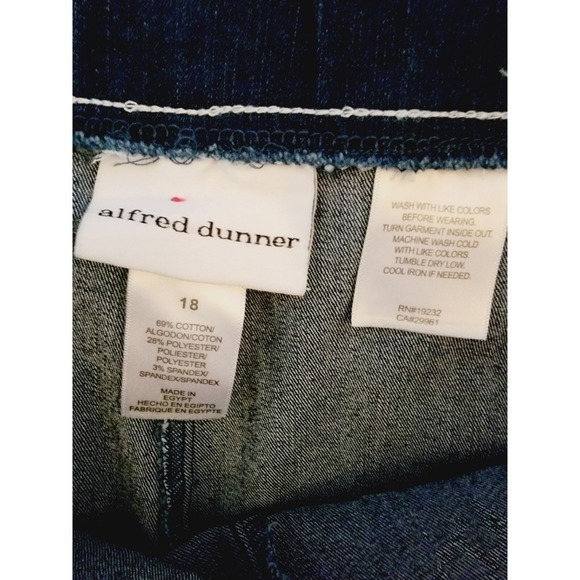 alfred dunner
18
69% COTTON/
ALGODON/COTON
28% POLYESTER/
POLIESTER/
POLYESTER
3% SPANDEX/
SPANDEX/SPANDEX
MADE IN
EGYPT
HECHO EN EGIPTO
FABRIQUE EN EGYPTE
WASH WITH LIKE COLORS
BEFORE WEARING.
TURN GARMENT INSIDE OUT.
MACHINE WASH COLD
WITH LIKE COLORS.
TUMBLE DRY LOW.
COOL IRON IF NEEDED.
RN#19232
CA#29961